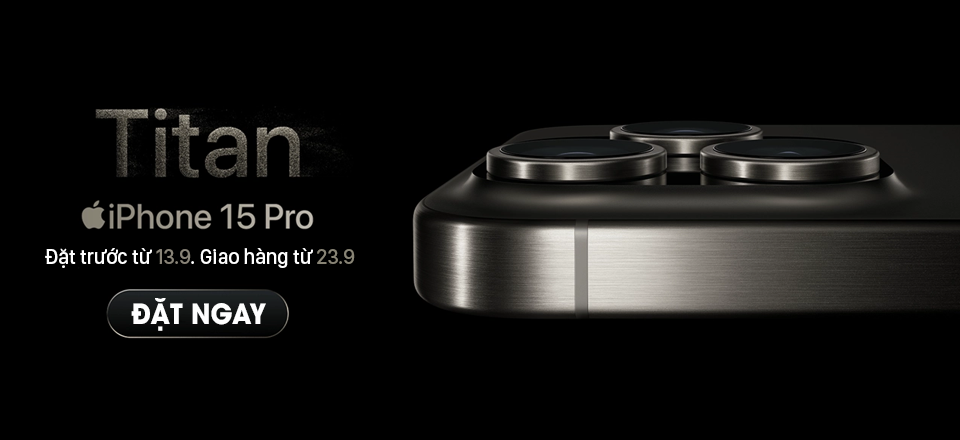 Titan
iPhone 15 Pro
Đặt trước từ 13.9. Giao hàng từ 23.9
ĐẶT NGAY